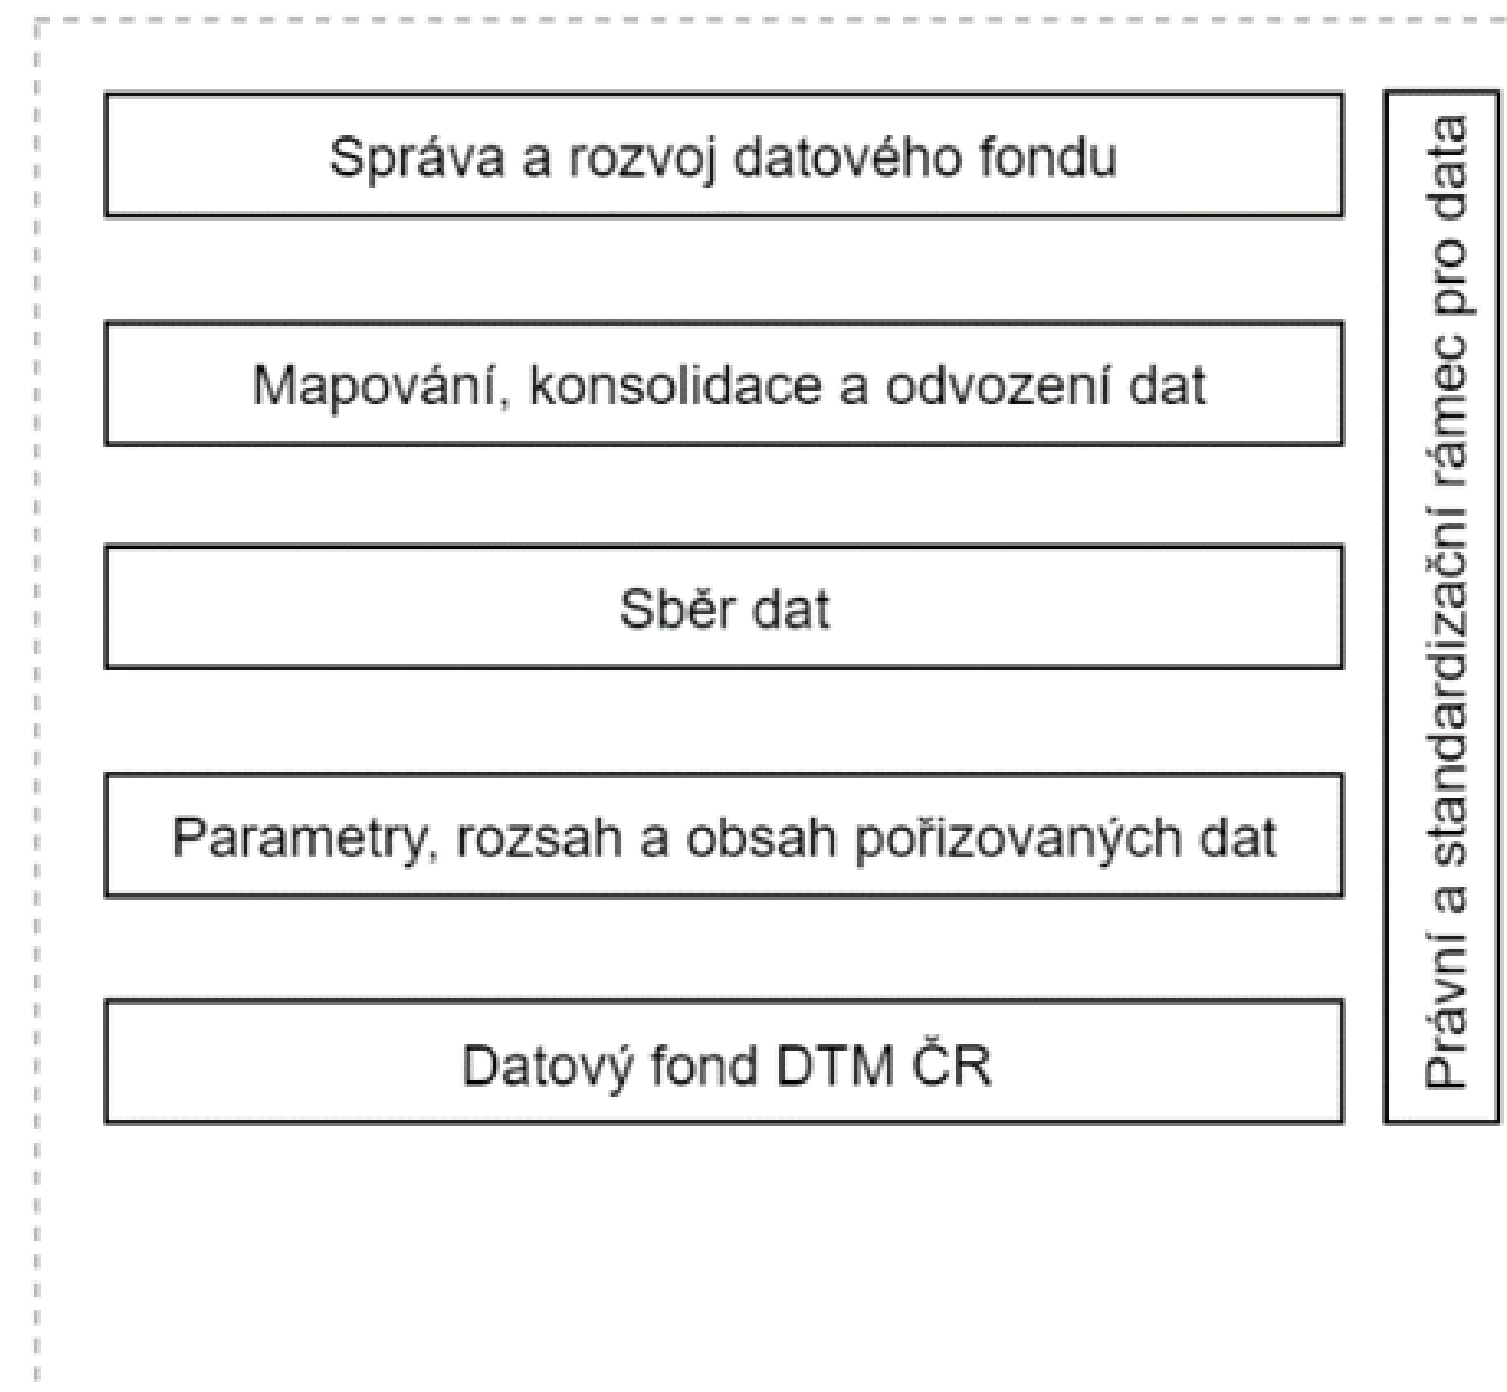 Správa a rozvoj datového fondu
Mapování, konsolidace a odvození dat
Sběr dat
Parametry, rozsah a obsah pořizovaných dat
Datový fond DTM ČR
Právní a standardizační rámec pro data